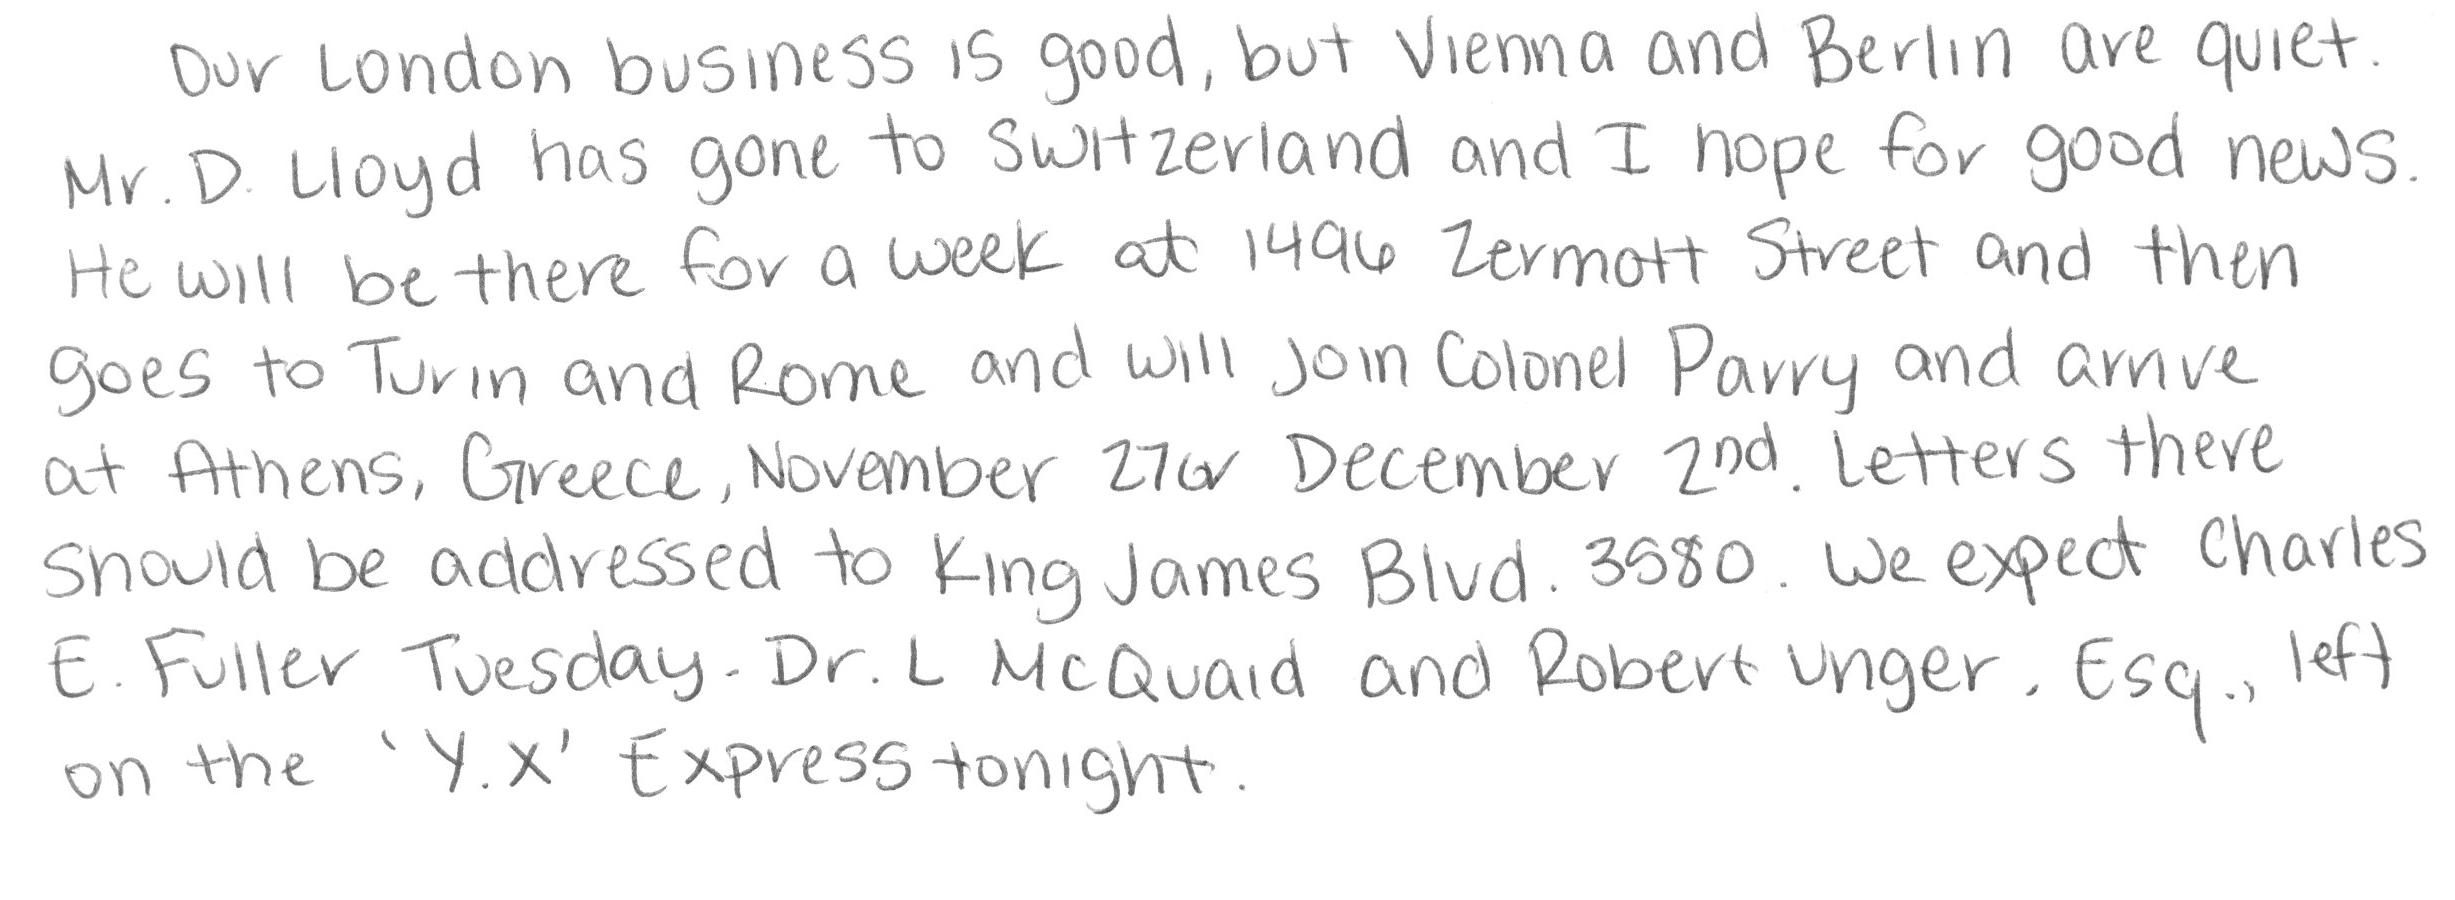 Our London business is good, but Vienna and Berlin are quiet.
Mr. D. Lloyd has gone to Switzerland and I hope for good news.
He will be there for a week at 1496 Zermott Street and then
goes to Turin and Rome and will join Colonel Parry and arrive
at Athens, Greece, November 27 or December 2nd. Letters there
should be addressed to King James Blvd. 3580. We expect Charles
E. Fuller Tuesday. Dr. L McQuaid and Robert Unger, Esq., left
on the 'Y.X' Express tonight.